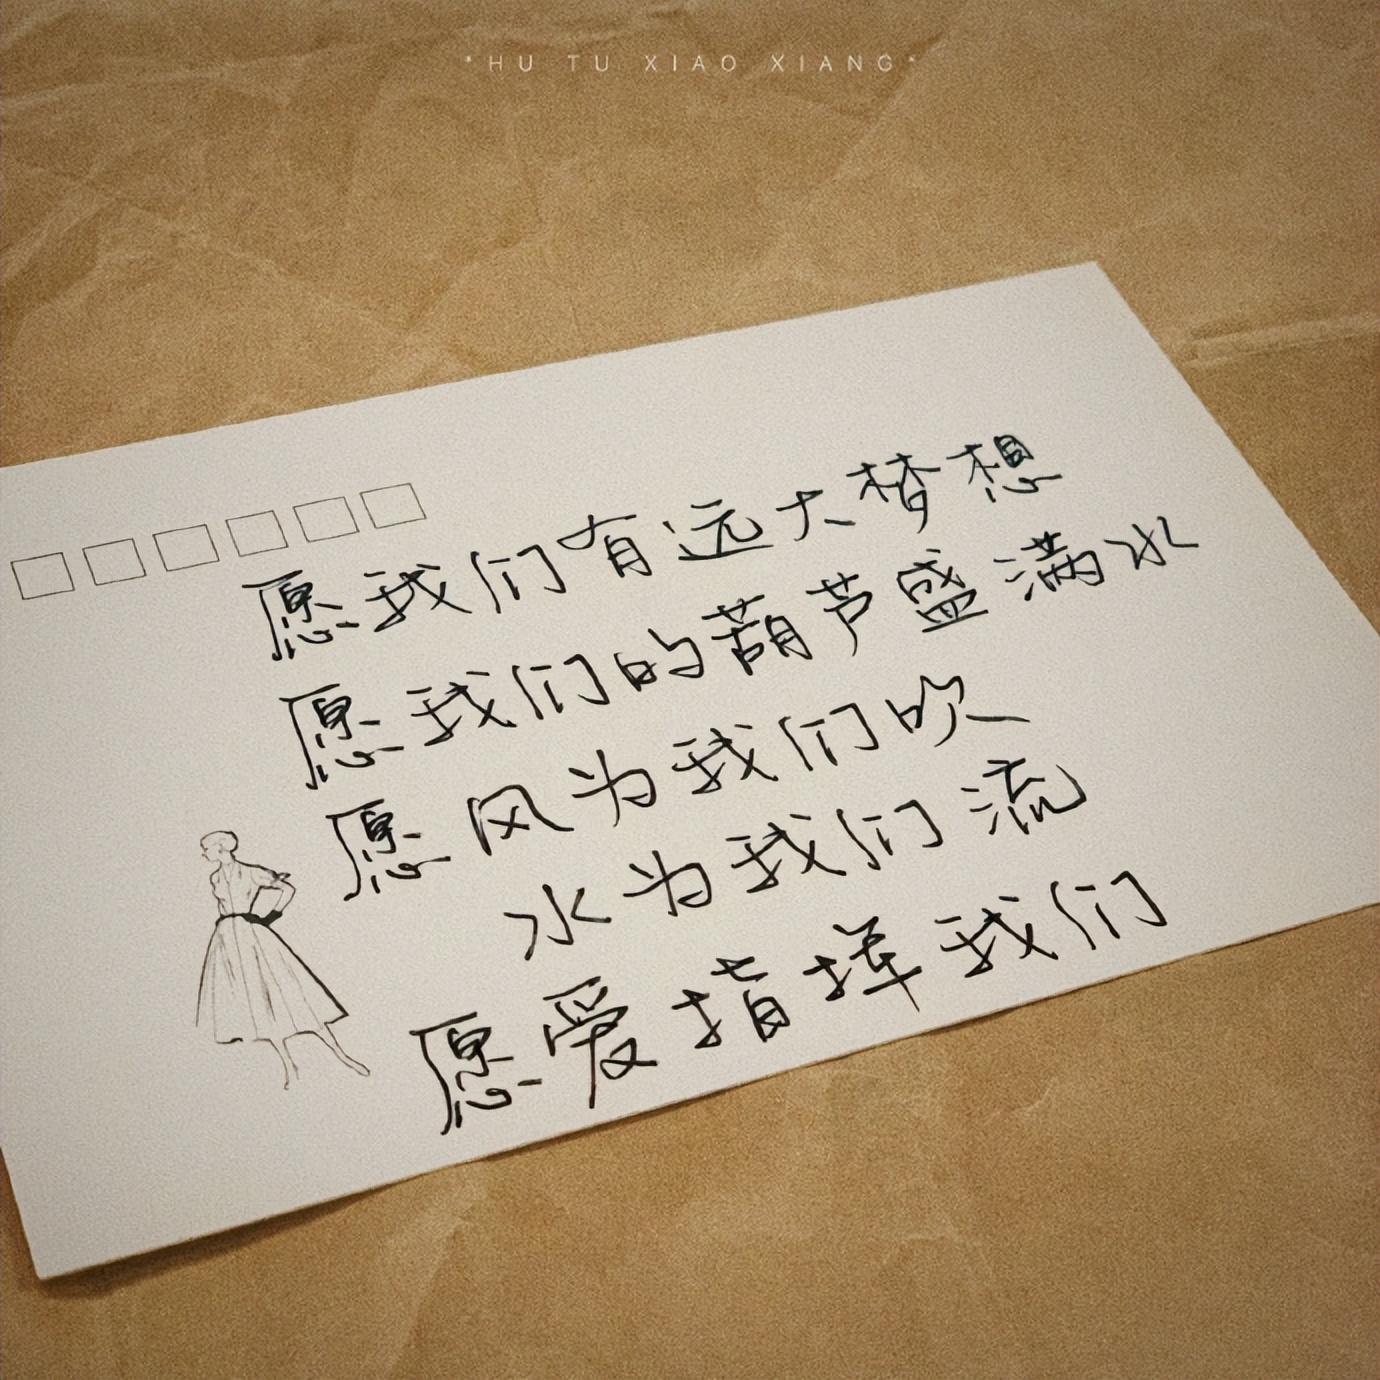 "HU TU XIAO XIANG"
愿我们有远大梦想
愿我们的葫芦盛满水
愿风为我们吹
水为我们流
愿爱指挥我们